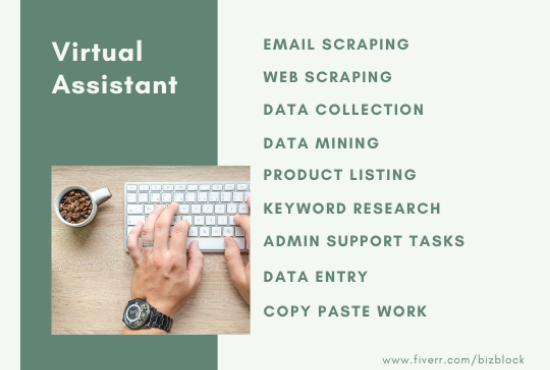 Virtual
Assistant
EMAIL SCRAPING
WEB SCRAPING
DATA COLLECTION
DATA MINING
PRODUCT LISTING
KEYWORD RESEARCH
ADMIN SUPPORT TASKS
DATA ENTRY
COPY PASTE WORK
www.fiverr.com/bizblock